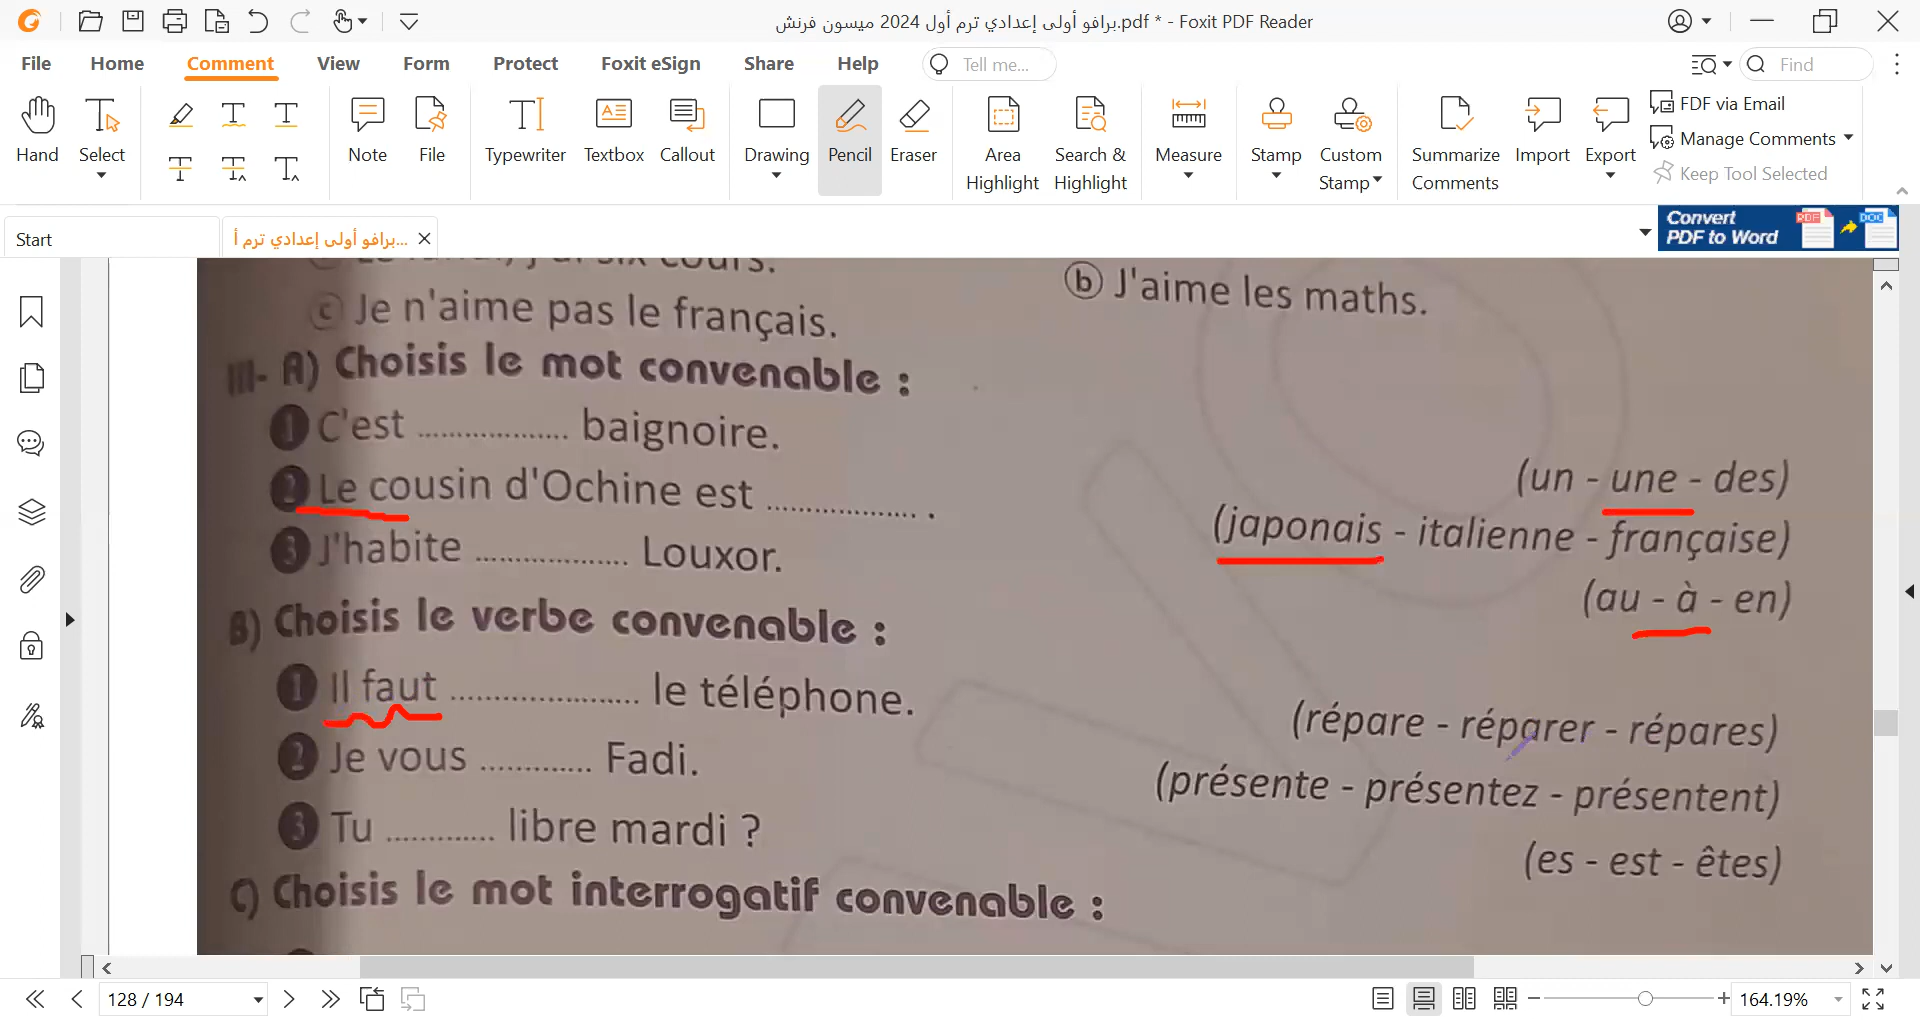 برافو أولى إعدادي ترم أول 2024 ميسون فرنش.pdf * - Foxit PDF Reader
File Home Comment View Form Protect Foxit eSign Share Help Tell me... Find
Hand Select Note File Typewriter Textbox Callout Drawing Pencil Eraser Area Highlight Search & Highlight Measure Stamp Custom Stamp Summarize Comments Import Export
FDF via Email
Manage Comments
Keep Tool Selected
Start
برافو أولى إعدادي ترم أ...
Convert PDF to Word
PDF DOC
c Je n'aime pas le français.
b J'aime les maths.
III- A) Choisis le mot convenable :
1 C'est .................. baignoire. (un - une - des)
2 Le cousin d'Ochine est .................. . (japonais - italienne - française)
3 J'habite .................. Louxor. (au - à - en)
B) Choisis le verbe convenable :
1 Il faut ...................... le téléphone. (répare - réparer - répares)
2 Je vous ............. Fadi. (présente - présentez - présentent)
3 Tu ............. libre mardi ? (es - est - êtes)
C) Choisis le mot interrogatif convenable :
128 / 194
164.19%